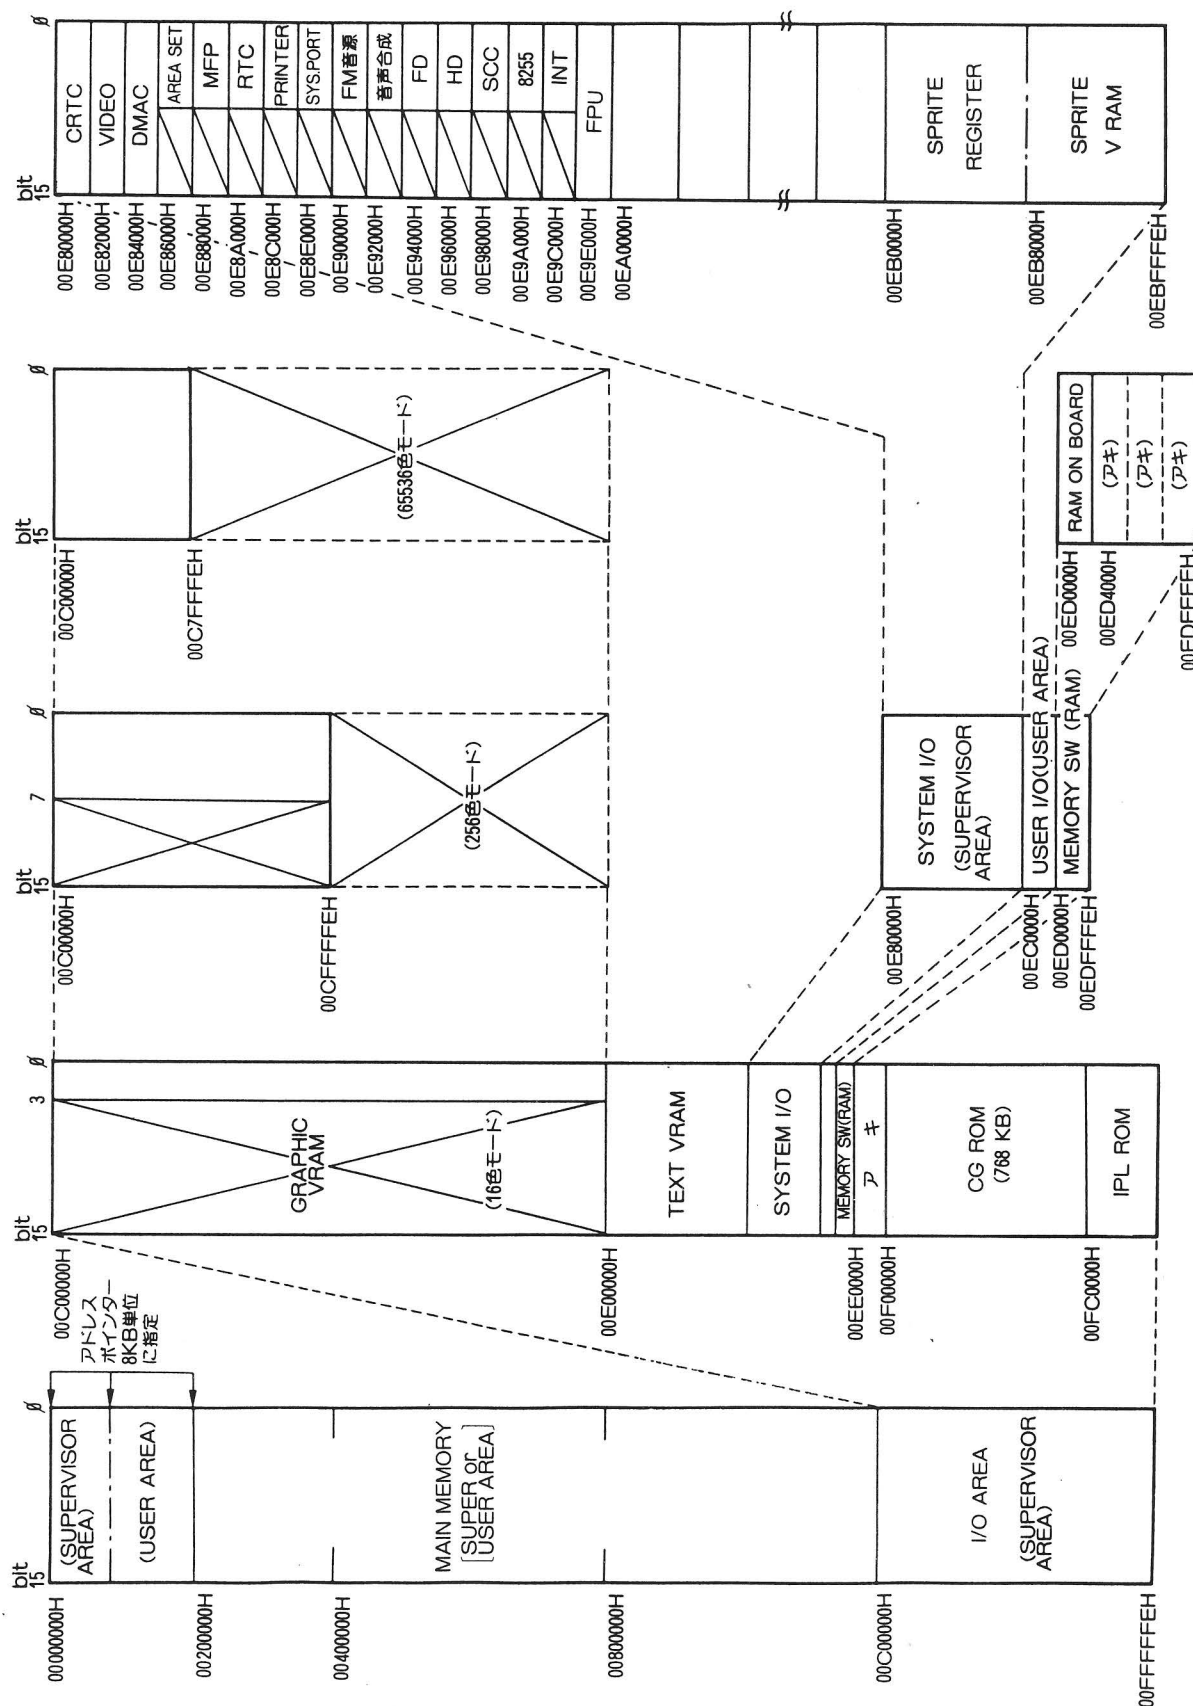 bit
15
Ø
00000000H
(SUPERVISOR
AREA)
(USER AREA)
アドレス
ポインター
8KB単位
に指定
00200000H
00400000H
MAIN MEMORY
[SUPER or
USER AREA]
00800000H
00C00000H
I/O AREA
(SUPERVISOR
AREA)
00FFFFFEH
bit
15
3
Ø
00C00000H
GRAPHIC
VRAM
(16色モード)
00E00000H
TEXT VRAM
SYSTEM I/O
MEMORY SW(RAM)
00EE0000H
アキ
00F00000H
CG ROM
(768 KB)
00FC0000H
IPL ROM
bit
15
7
Ø
00C00000H
00CFFFFEH
(256色モード)
00E80000H
SYSTEM I/O
(SUPERVISOR
AREA)
00EC0000H
USER I/O(USER AREA)
00ED0000H
MEMORY SW (RAM)
00EDFFFEH
bit
15
Ø
00C00000H
00C7FFFEH
(65536色モード)
00ED0000H
RAM ON BOARD
00ED4000H
(アキ)
(アキ)
(アキ)
00EDFFFEH
bit
15
Ø
00E80000H
CRTC
00E82000H
VIDEO
00E84000H
DMAC
00E86000H
AREA SET
00E88000H
MFP
00E8A000H
RTC
00E8C000H
PRINTER
00E8E000H
SYS.PORT
00E90000H
FM音源
00E92000H
音声合成
00E94000H
FD
00E96000H
HD
00E98000H
SCC
00E9A000H
8255
00E9C000H
INT
00E9E000H
FPU
00EA0000H
00EB0000H
SPRITE
REGISTER
00EB8000H
SPRITE
V RAM
00EBFFFEH